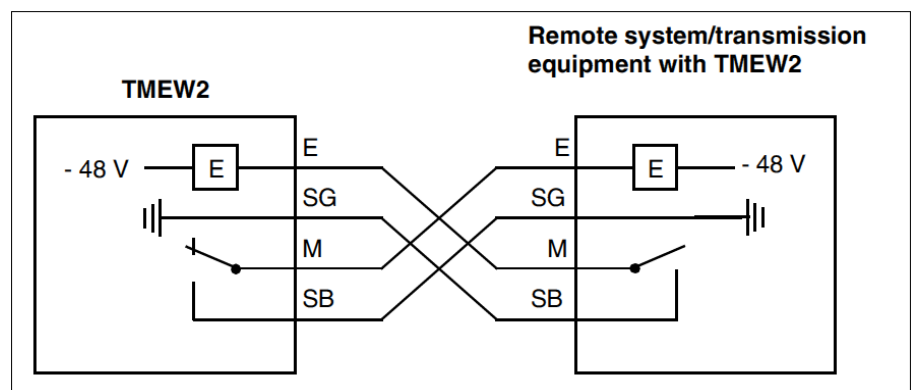 Remote system/transmission
equipment with TMEW2
TMEW2
- 48 V
E
E
SG
M
SB
E
SG
M
SB
E
- 48 V